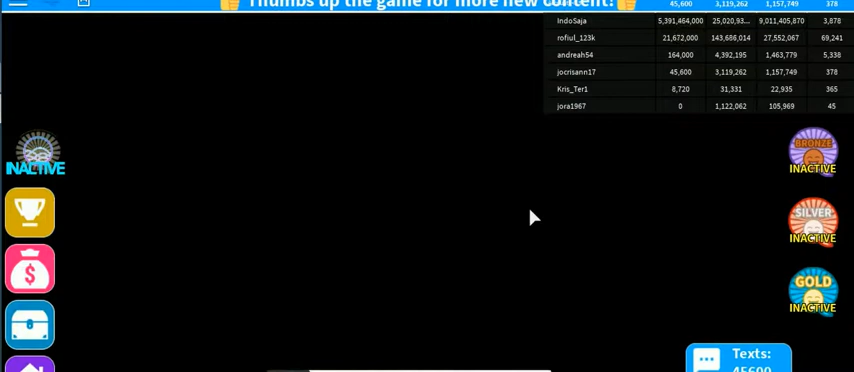 Thumbs up the game for more new content!
45,600 3,119,262 1,157,749 378
IndoSaja 5,391,464,000 25,020,93... 9,011,405,870 3,878
rofiul_123k 21,672,000 143,686,014 27,552,067 69,241
andreah54 164,000 4,392,195 1,463,779 5,338
jocrisann17 45,600 3,119,262 1,157,749 378
Kris_Ter1 8,720 31,331 22,935 365
jora1967 0 1,122,062 105,969 45
INACTIVE
BRONZE
INACTIVE
SILVER
INACTIVE
GOLD
INACTIVE
Texts:
45600